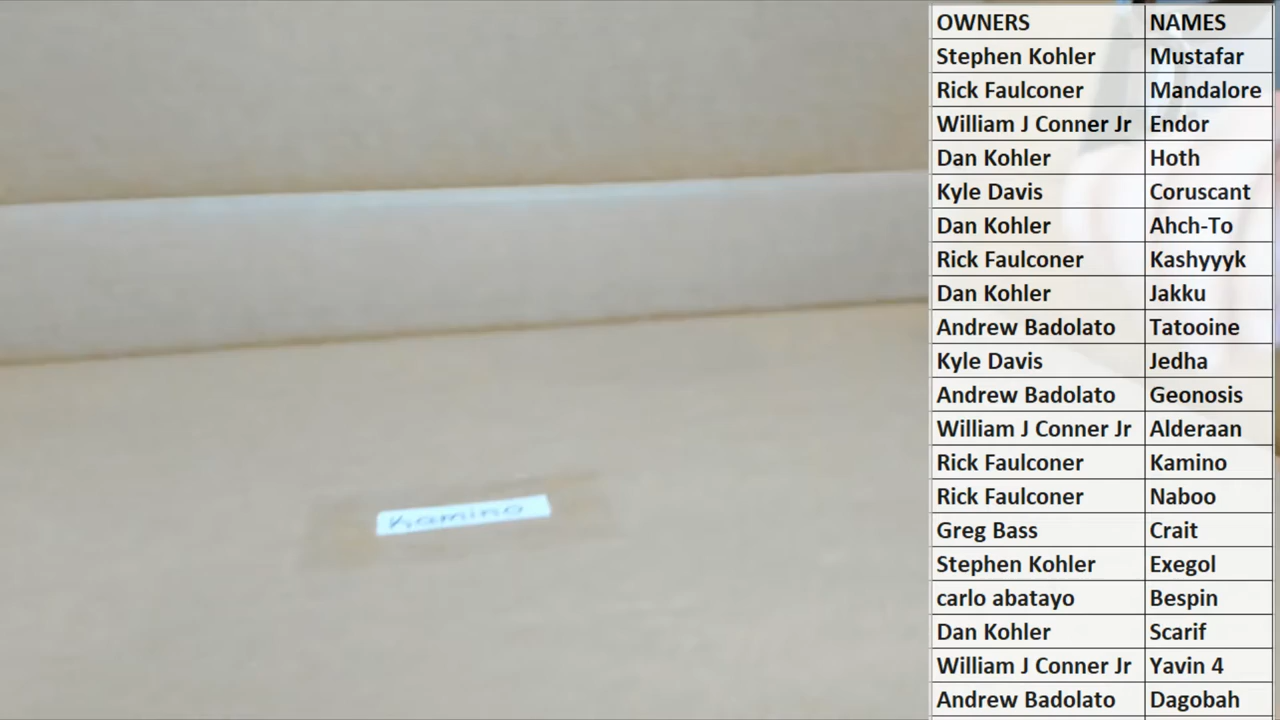 OWNERS NAMES
Stephen Kohler Mustafar
Rick Faulconer Mandalore
William J Conner Jr Endor
Dan Kohler Hoth
Kyle Davis Coruscant
Dan Kohler Ahch-To
Rick Faulconer Kashyyyk
Dan Kohler Jakku
Andrew Badolato Tatooine
Kyle Davis Jedha
Andrew Badolato Geonosis
William J Conner Jr Alderaan
Rick Faulconer Kamino
Rick Faulconer Naboo
Greg Bass Crait
Stephen Kohler Exegol
carlo abatayo Bespin
Dan Kohler Scarif
William J Conner Jr Yavin 4
Andrew Badolato Dagobah
Kamino